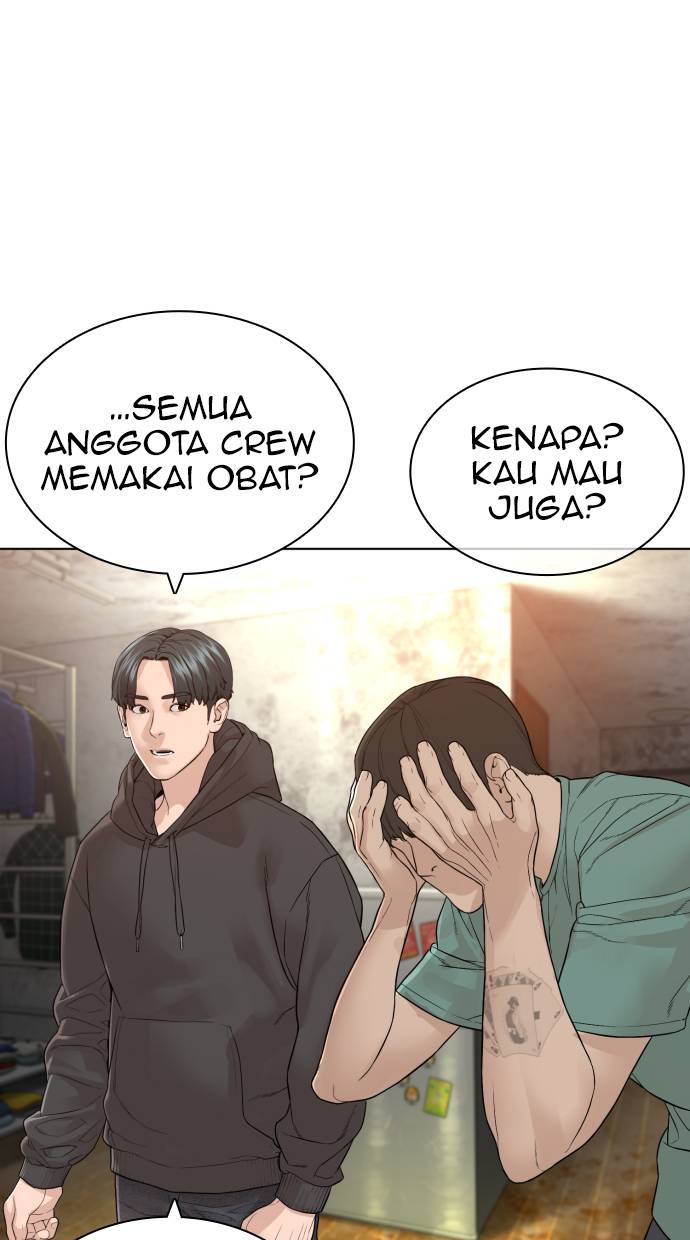 ...SEMUA
ANGGOTA CREW
MEMAKAI OBAT?
KENAPA?
KAU MAU
JUGA?